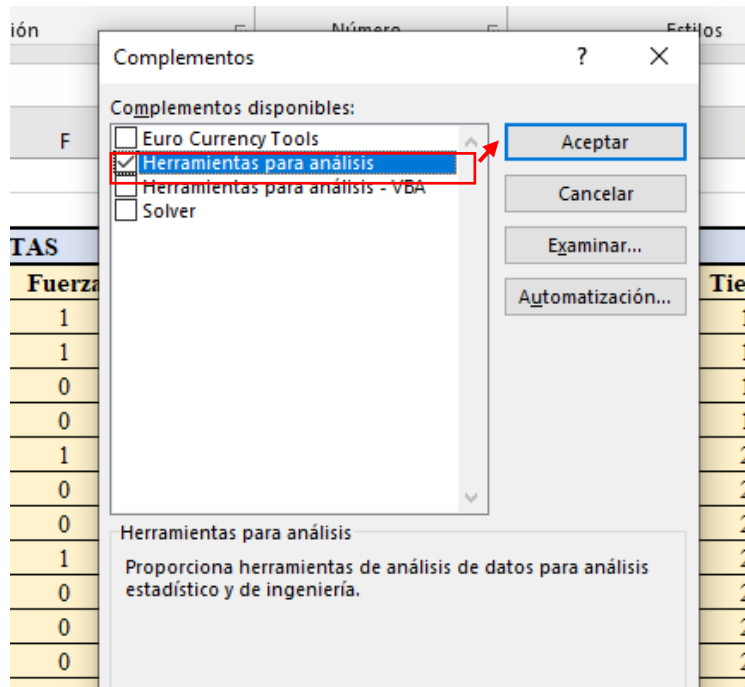 ión
Número
Estilos
Complementos
?
Complementos disponibles:
F
Euro Currency Tools
Aceptar
Herramientas para análisis
Herramientas para análisis - VBA
Cancelar
Solver
TAS
Examinar...
Fuerza
Tie
Automatización...
1
1
0
0
1
0
0
1
0
0
0
Herramientas para análisis
Proporciona herramientas de análisis de datos para análisis
estadístico y de ingeniería.